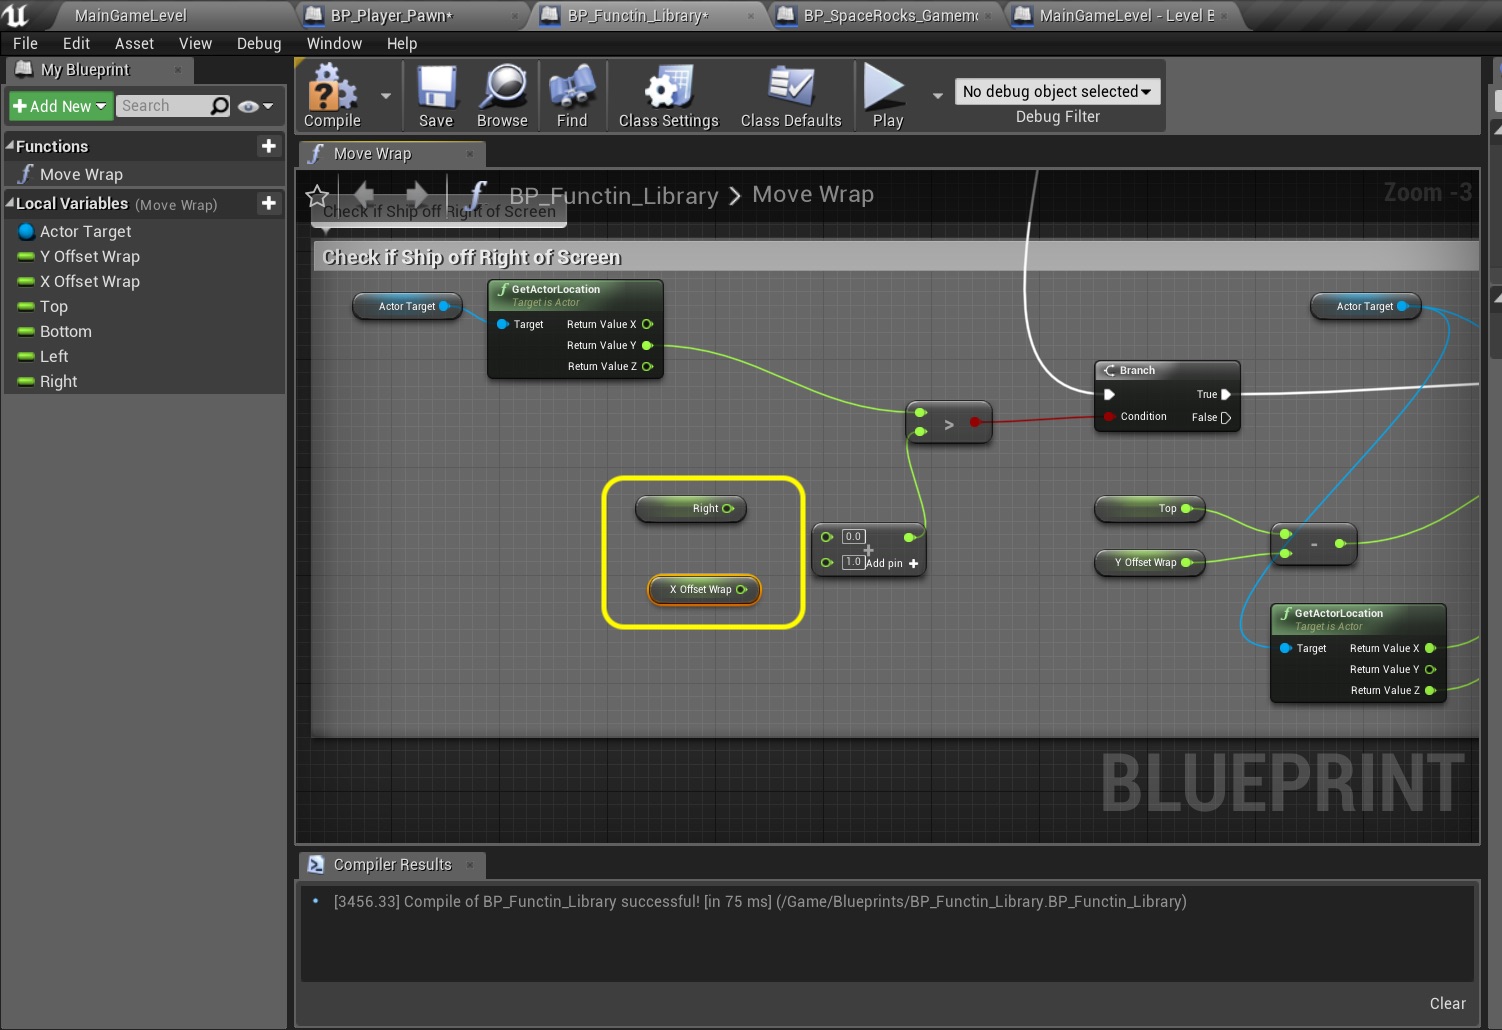 MainGameLevel
BP_Player_Pawn*
BP_Functin_Library*
BP_SpaceRocks_Gamem
MainGameLevel - Level B
File Edit Asset View Debug Window Help
My Blueprint
Add New
Search
Functions
Move Wrap
Local Variables (Move Wrap)
Actor Target
Y Offset Wrap
X Offset Wrap
Top
Bottom
Left
Right
Compile
Save
Browse
Find
Class Settings
Class Defaults
Play
No debug object selected
Debug Filter
Move Wrap
BP_Functin_Library > Move Wrap
Zoom -3
Check if Ship off Right of Screen
Check if Ship off Right of Screen
Actor Target
GetActorLocation
Target is Actor
Target
Return Value X
Return Value Y
Return Value Z
>
Branch
True
Condition
False
Actor Target
Right
X Offset Wrap
0.0
+
1.0
Add pin +
Top
Y Offset Wrap
-
GetActorLocation
Target is Actor
Target
Return Value X
Return Value Y
Return Value Z
BLUEPRINT
Compiler Results
[3456.33] Compile of BP_Functin_Library successful! [in 75 ms] (/Game/Blueprints/BP_Functin_Library.BP_Functin_Library)
Clear